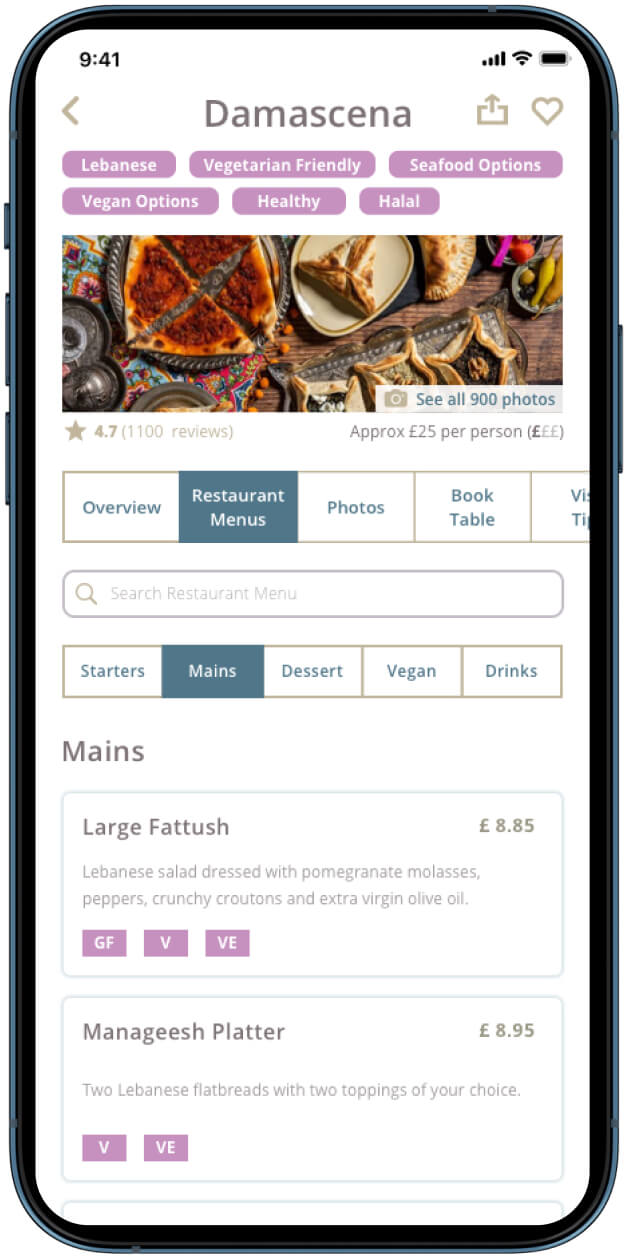 9:41
Damascena
Lebanese Vegetarian Friendly Seafood Options
Vegan Options Healthy Halal
See all 900 photos
4.7 (1100 reviews) Approx £25 per person (£££)
Overview
Restaurant
Menus
Photos
Book
Table
Vis
Tip
Search Restaurant Menu
Starters Mains Dessert Vegan Drinks
Mains
Large Fattush £ 8.85
Lebanese salad dressed with pomegranate molasses,
peppers, crunchy croutons and extra virgin olive oil.
GF V VE
Manageesh Platter £ 8.95
Two Lebanese flatbreads with two toppings of your choice.
V VE